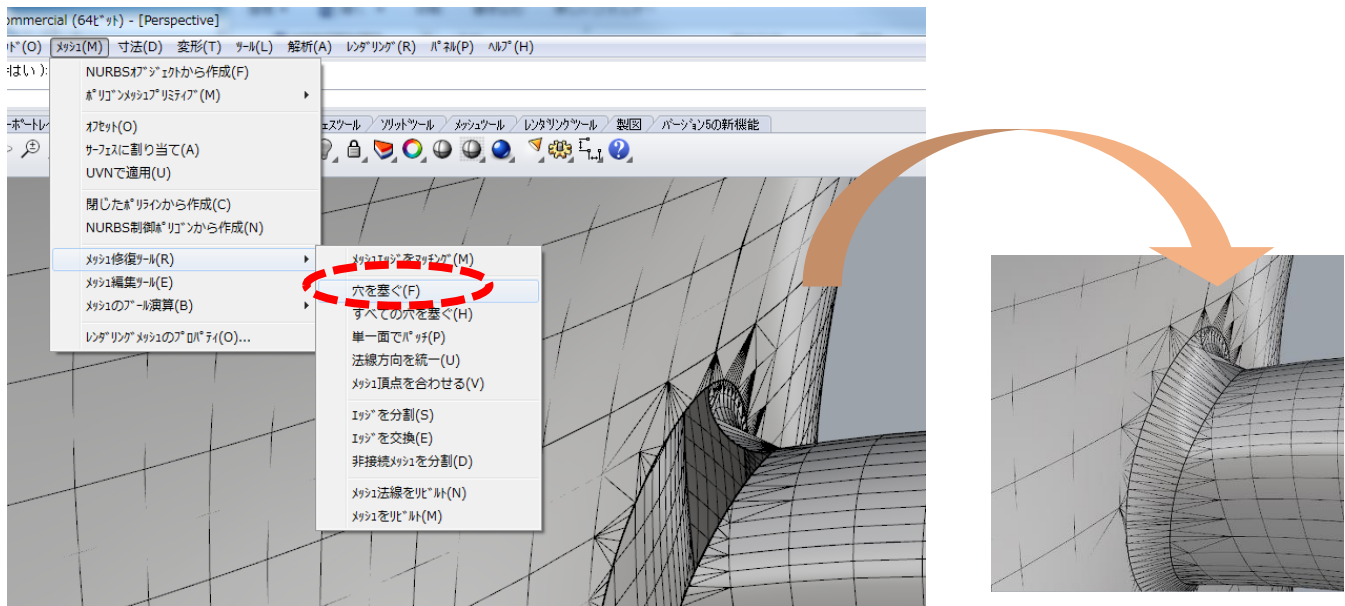 ommercial (64ビット) - [Perspective]
ッド(O) メッシュ(M) 寸法(D) 変形(T) ツール(L) 解析(A) レンダリング(R) パネル(P) ヘルプ(H)
はい ):
NURBSオブジェクトから作成(F)
ポリゴンメッシュプリミティブ(M)
オフセット(O)
サーフェスに割り当て(A)
UVNで適用(U)
閉じたポリラインから作成(C)
NURBS制御ポリゴンから作成(N)
メッシュ修復ツール(R)
メッシュ編集ツール(E)
メッシュのブール演算(B)
レンダリングメッシュのプロパティ(O)...
ーポートレイ
ェスツール ソリッドツール メッシュツール レンダリングツール 製図 バージョン5の新機能
メッシュエッジをマッチング(M)
穴を塞ぐ(F)
すべての穴を塞ぐ(H)
単一面でパッチ(P)
法線方向を統一(U)
メッシュ頂点を合わせる(V)
エッジを分割(S)
エッジを交換(E)
非接続メッシュを分割(D)
メッシュ法線をリビルト(N)
メッシュをリビルト(M)